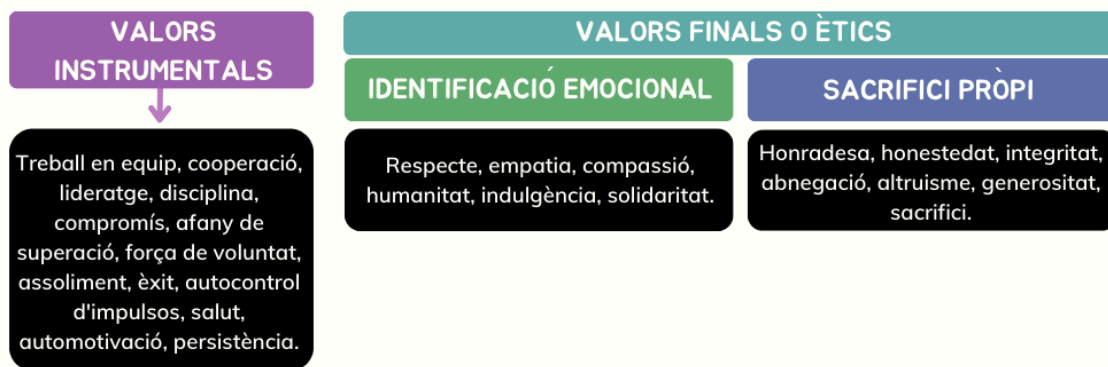 VALORS
INSTRUMENTALS
Treball en equip, cooperació,
lideratge, disciplina,
compromís, afany de
superació, força de voluntat,
assoliment, èxit, autocontrol
d'impulsos, salut,
automotivació, persistència.
VALORS FINALS O ÈTICS
IDENTIFICACIÓ EMOCIONAL
Respecte, empatia, compassió,
humanitat, indulgència, solidaritat.
SACRIFICI PRÒPI
Honradesa, honestedat, integritat,
abnegació, altruisme, generositat,
sacrifici.